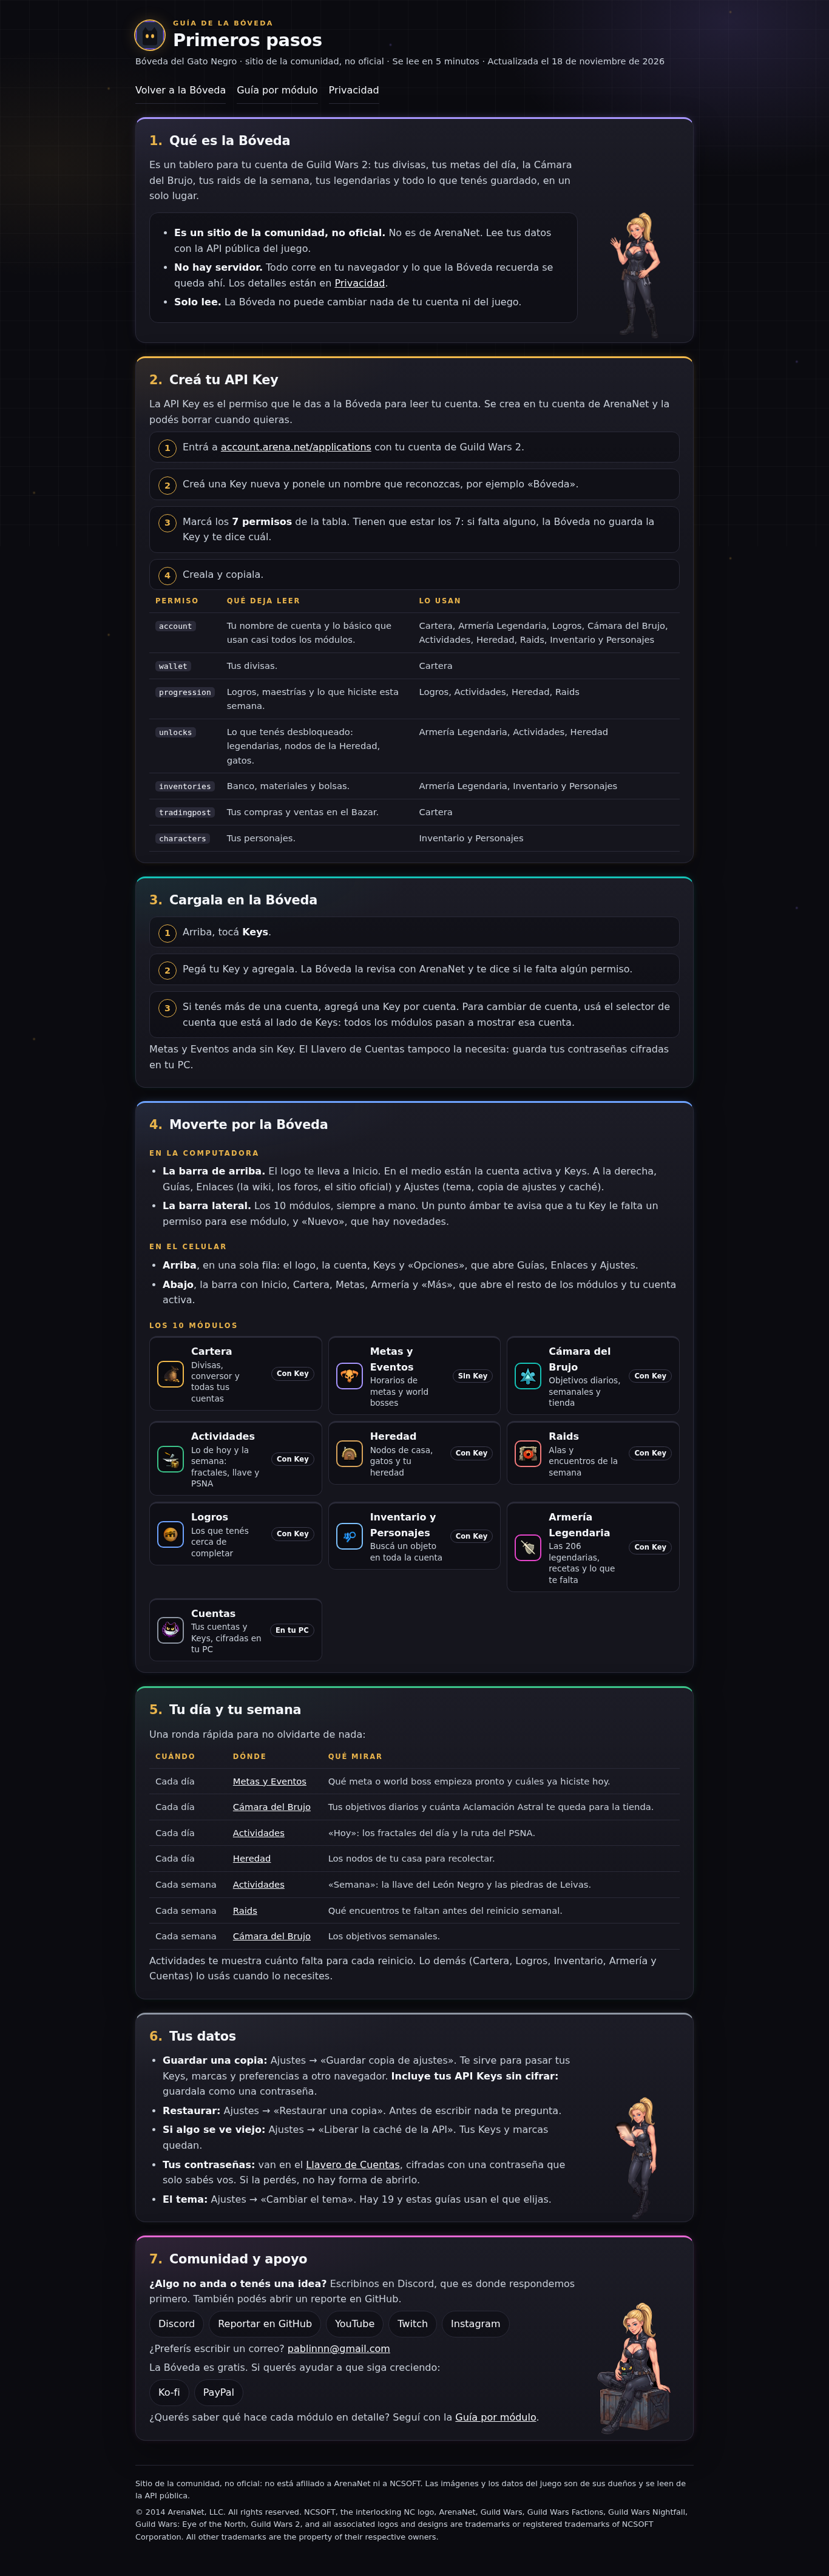 GUÍA DE LA BÓVEDA
Primeros pasos
Bóveda del Gato Negro · sitio de la comunidad, no oficial · Se lee en 5 minutos · Actualizada el 18 de noviembre de 2026
Volver a la Bóveda Guía por módulo Privacidad
1. Qué es la Bóveda
Es un tablero para tu cuenta de Guild Wars 2: tus divisas, tus metas del día, la Cámara
del Brujo, tus raids de la semana, tus legendarias y todo lo que tenés guardado, en un
solo lugar.
• Es un sitio de la comunidad, no oficial. No es de ArenaNet. Lee tus datos
con la API pública del juego.
• No hay servidor. Todo corre en tu navegador y lo que la Bóveda recuerda se
queda ahí. Los detalles están en Privacidad.
• Solo lee. La Bóveda no puede cambiar nada de tu cuenta ni del juego.
2. Creá tu API Key
La API Key es el permiso que le das a la Bóveda para leer tu cuenta. Se crea en tu cuenta de ArenaNet y la
podés borrar cuando quieras.
1 Entrá a account.arena.net/applications con tu cuenta de Guild Wars 2.
2 Creá una Key nueva y ponele un nombre que reconozcas, por ejemplo «Bóveda».
3 Marcá los 7 permisos de la tabla. Tienen que estar los 7: si falta alguno, la Bóveda no guarda la
Key y te dice cuál.
4 Creala y copiala.
PERMISO QUÉ DEJA LEER LO USAN
account Tu nombre de cuenta y lo básico que Cartera, Armería Legendaria, Logros, Cámara del Brujo,
usan casi todos los módulos. Actividades, Heredad, Raids, Inventario y Personajes
wallet Tus divisas. Cartera
progression Logros, maestrías y lo que hiciste esta Logros, Actividades, Heredad, Raids
semana.
unlocks Lo que tenés desbloqueado: Armería Legendaria, Actividades, Heredad
legendarias, nodos de la Heredad,
gatos.
inventories Banco, materiales y bolsas. Armería Legendaria, Inventario y Personajes
tradingpost Tus compras y ventas en el Bazar. Cartera
characters Tus personajes. Inventario y Personajes
3. Cargala en la Bóveda
1 Arriba, tocá Keys.
2 Pegá tu Key y agregala. La Bóveda la revisa con ArenaNet y te dice si le falta algún permiso.
3 Si tenés más de una cuenta, agregá una Key por cuenta. Para cambiar de cuenta, usá el selector de
cuenta que está al lado de Keys: todos los módulos pasan a mostrar esa cuenta.
Metas y Eventos anda sin Key. El Llavero de Cuentas tampoco la necesita: guarda tus contraseñas cifradas
en tu PC.
4. Moverte por la Bóveda
EN LA COMPUTADORA
• La barra de arriba. El logo te lleva a Inicio. En el medio están la cuenta activa y Keys. A la derecha,
Guías, Enlaces (la wiki, los foros, el sitio oficial) y Ajustes (tema, copia de ajustes y caché).
• La barra lateral. Los 10 módulos, siempre a mano. Un punto ámbar te avisa que a tu Key le falta un
permiso para ese módulo, y «Nuevo», que hay novedades.
EN EL CELULAR
• Arriba, en una sola fila: el logo, la cuenta, Keys y «Opciones», que abre Guías, Enlaces y Ajustes.
• Abajo, la barra con Inicio, Cartera, Metas, Armería y «Más», que abre el resto de los módulos y tu cuenta
activa.
LOS 10 MÓDULOS
Cartera
Divisas,
conversor y
todas tus
cuentas
Con Key
Metas y
Eventos
Horarios de
metas y world
bosses
Sin Key
Cámara del
Brujo
Objetivos diarios,
semanales y
tienda
Con Key
Actividades
Lo de hoy y la
semana:
fractales, llave y
PSNA
Con Key
Heredad
Nodos de casa,
gatos y tu
heredad
Con Key
Raids
Alas y
encuentros de la
semana
Con Key
Logros
Los que tenés
cerca de
completar
Con Key
Inventario y
Personajes
Buscá un objeto
en toda la cuenta
Con Key
Armería
Legendaria
Las 206
legendarias,
recetas y lo que
te falta
Con Key
Cuentas
Tus cuentas y
Keys, cifradas en
tu PC
En tu PC
5. Tu día y tu semana
Una ronda rápida para no olvidarte de nada:
CUÁNDO DÓNDE QUÉ MIRAR
Cada día Metas y Eventos Qué meta o world boss empieza pronto y cuáles ya hiciste hoy.
Cada día Cámara del Brujo Tus objetivos diarios y cuánta Aclamación Astral te queda para la tienda.
Cada día Actividades «Hoy»: los fractales del día y la ruta del PSNA.
Cada día Heredad Los nodos de tu casa para recolectar.
Cada semana Actividades «Semana»: la llave del León Negro y las piedras de Leivas.
Cada semana Raids Qué encuentros te faltan antes del reinicio semanal.
Cada semana Cámara del Brujo Los objetivos semanales.
Actividades te muestra cuánto falta para cada reinicio. Lo demás (Cartera, Logros, Inventario, Armería y
Cuentas) lo usás cuando lo necesites.
6. Tus datos
• Guardar una copia: Ajustes → «Guardar copia de ajustes». Te sirve para pasar tus
Keys, marcas y preferencias a otro navegador. Incluye tus API Keys sin cifrar:
guardala como una contraseña.
• Restaurar: Ajustes → «Restaurar una copia». Antes de escribir nada te pregunta.
• Si algo se ve viejo: Ajustes → «Liberar la caché de la API». Tus Keys y marcas
quedan.
• Tus contraseñas: van en el Llavero de Cuentas, cifradas con una contraseña que
solo sabés vos. Si la perdés, no hay forma de abrirlo.
• El tema: Ajustes → «Cambiar el tema». Hay 19 y estas guías usan el que elijas.
7. Comunidad y apoyo
¿Algo no anda o tenés una idea? Escribinos en Discord, que es donde respondemos
primero. También podés abrir un reporte en GitHub.
Discord Reportar en GitHub YouTube Twitch Instagram
¿Preferís escribir un correo? pablinnn@gmail.com
La Bóveda es gratis. Si querés ayudar a que siga creciendo:
Ko-fi PayPal
¿Querés saber qué hace cada módulo en detalle? Seguí con la Guía por módulo.
Sitio de la comunidad, no oficial: no está afiliado a ArenaNet ni a NCSOFT. Las imágenes y los datos del juego son de sus dueños y se leen de
la API pública.
© 2014 ArenaNet, LLC. All rights reserved. NCSOFT, the interlocking NC logo, ArenaNet, Guild Wars, Guild Wars Factions, Guild Wars Nightfall,
Guild Wars: Eye of the North, Guild Wars 2, and all associated logos and designs are trademarks or registered trademarks of NCSOFT
Corporation. All other trademarks are the property of their respective owners.